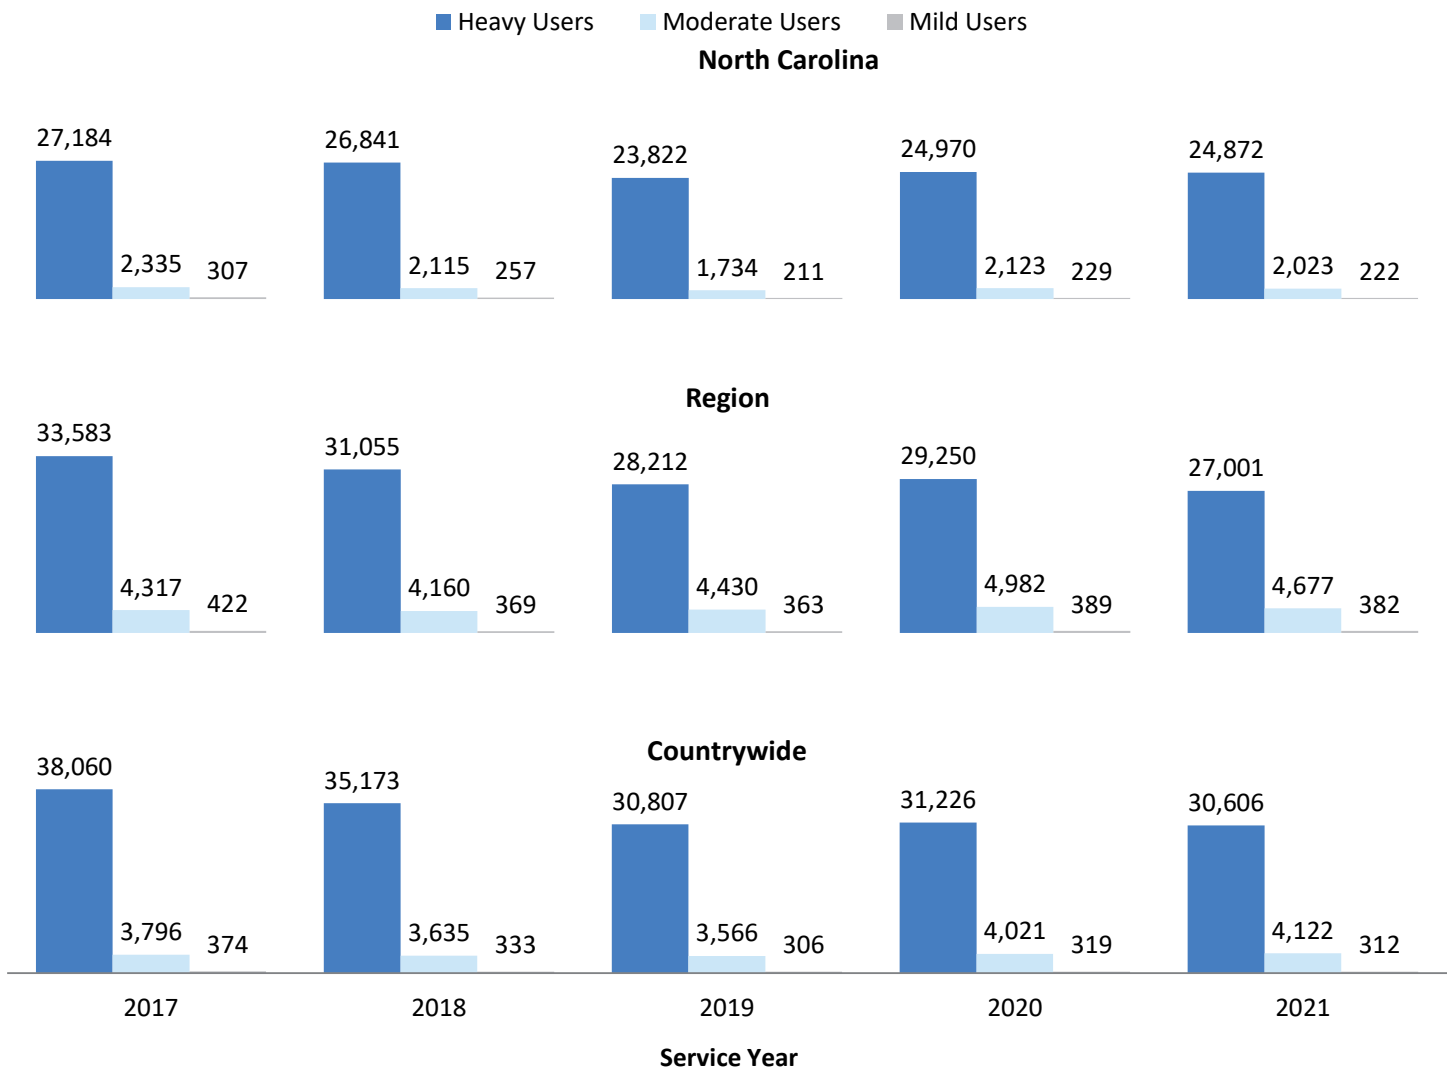 Heavy Users Moderate Users Mild Users
North Carolina
27,184 26,841 23,822 24,970 24,872
2,335 307 2,115 257 1,734 211 2,123 229 2,023 222
Region
33,583 31,055 28,212 29,250 27,001
4,317 422 4,160 369 4,430 363 4,982 389 4,677 382
Countrywide
38,060 35,173 30,807 31,226 30,606
3,796 374 3,635 333 3,566 306 4,021 319 4,122 312
2017 2018 2019 2020 2021
Service Year